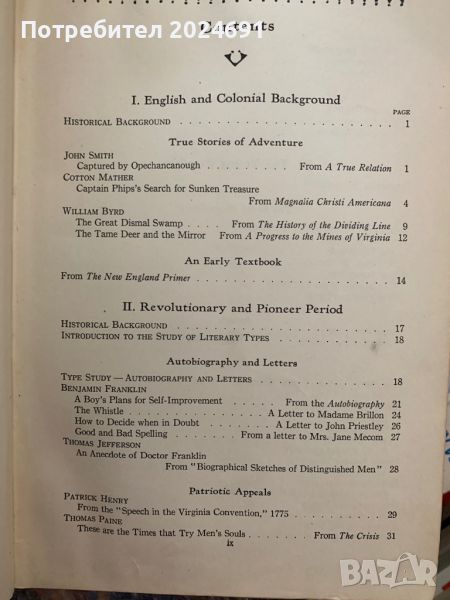 Потребител 2024691
Contents
I. English and Colonial Background
PAGE
HISTORICAL BACKGROUND . . . . . . . . . . . . . . . . 1
True Stories of Adventure
JOHN SMITH
Captured by Opechancanough . . . . . . From A True Relation 1
COTTON MATHER
Captain Phips's Search for Sunken Treasure
From Magnalia Christi Americana 4
WILLIAM BYRD
The Great Dismal Swamp . . . From The History of the Dividing Line 9
The Tame Deer and the Mirror From A Progress to the Mines of Virginia 12
An Early Textbook
From The New England Primer . . . . . . . . . . . . . . 14
II. Revolutionary and Pioneer Period
HISTORICAL BACKGROUND . . . . . . . . . . . . . . . . 17
INTRODUCTION TO THE STUDY OF LITERARY TYPES . . . . . . . . 18
Autobiography and Letters
TYPE STUDY — AUTOBIOGRAPHY AND LETTERS . . . . . . . . . . 18
BENJAMIN FRANKLIN
A Boy's Plans for Self-Improvement . . . . From the Autobiography 21
The Whistle . . . . . . . . . . A Letter to Madame Brillon 24
How to Decide when in Doubt . . . . . A Letter to John Priestley 26
Good and Bad Spelling . . . . . From a letter to Mrs. Jane Mecom 27
THOMAS JEFFERSON
An Anecdote of Doctor Franklin
From "Biographical Sketches of Distinguished Men" 28
Patriotic Appeals
PATRICK HENRY
From the "Speech in the Virginia Convention," 1775 . . . . . . 29
THOMAS PAINE
These are the Times that Try Men's Souls . . . . . From The Crisis 31
ix
BAZAR.BG